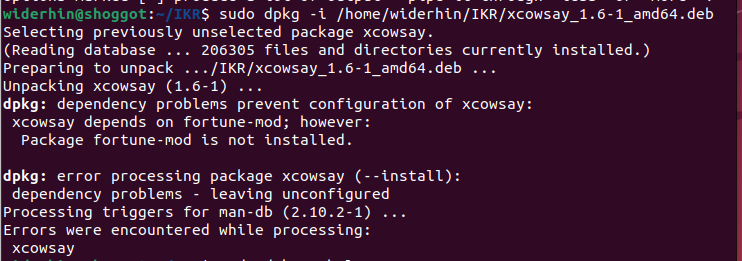 widerhin@shoggot:~/IKR$ sudo dpkg -i /home/widerhin/IKR/xcowsay_1.6-1_amd64.deb
Selecting previously unselected package xcowsay.
(Reading database ... 206305 files and directories currently installed.)
Preparing to unpack .../IKR/xcowsay_1.6-1_amd64.deb ...
Unpacking xcowsay (1.6-1) ...
dpkg: dependency problems prevent configuration of xcowsay:
 xcowsay depends on fortune-mod; however:
  Package fortune-mod is not installed.

dpkg: error processing package xcowsay (--install):
 dependency problems - leaving unconfigured
Processing triggers for man-db (2.10.2-1) ...
Errors were encountered while processing:
 xcowsay